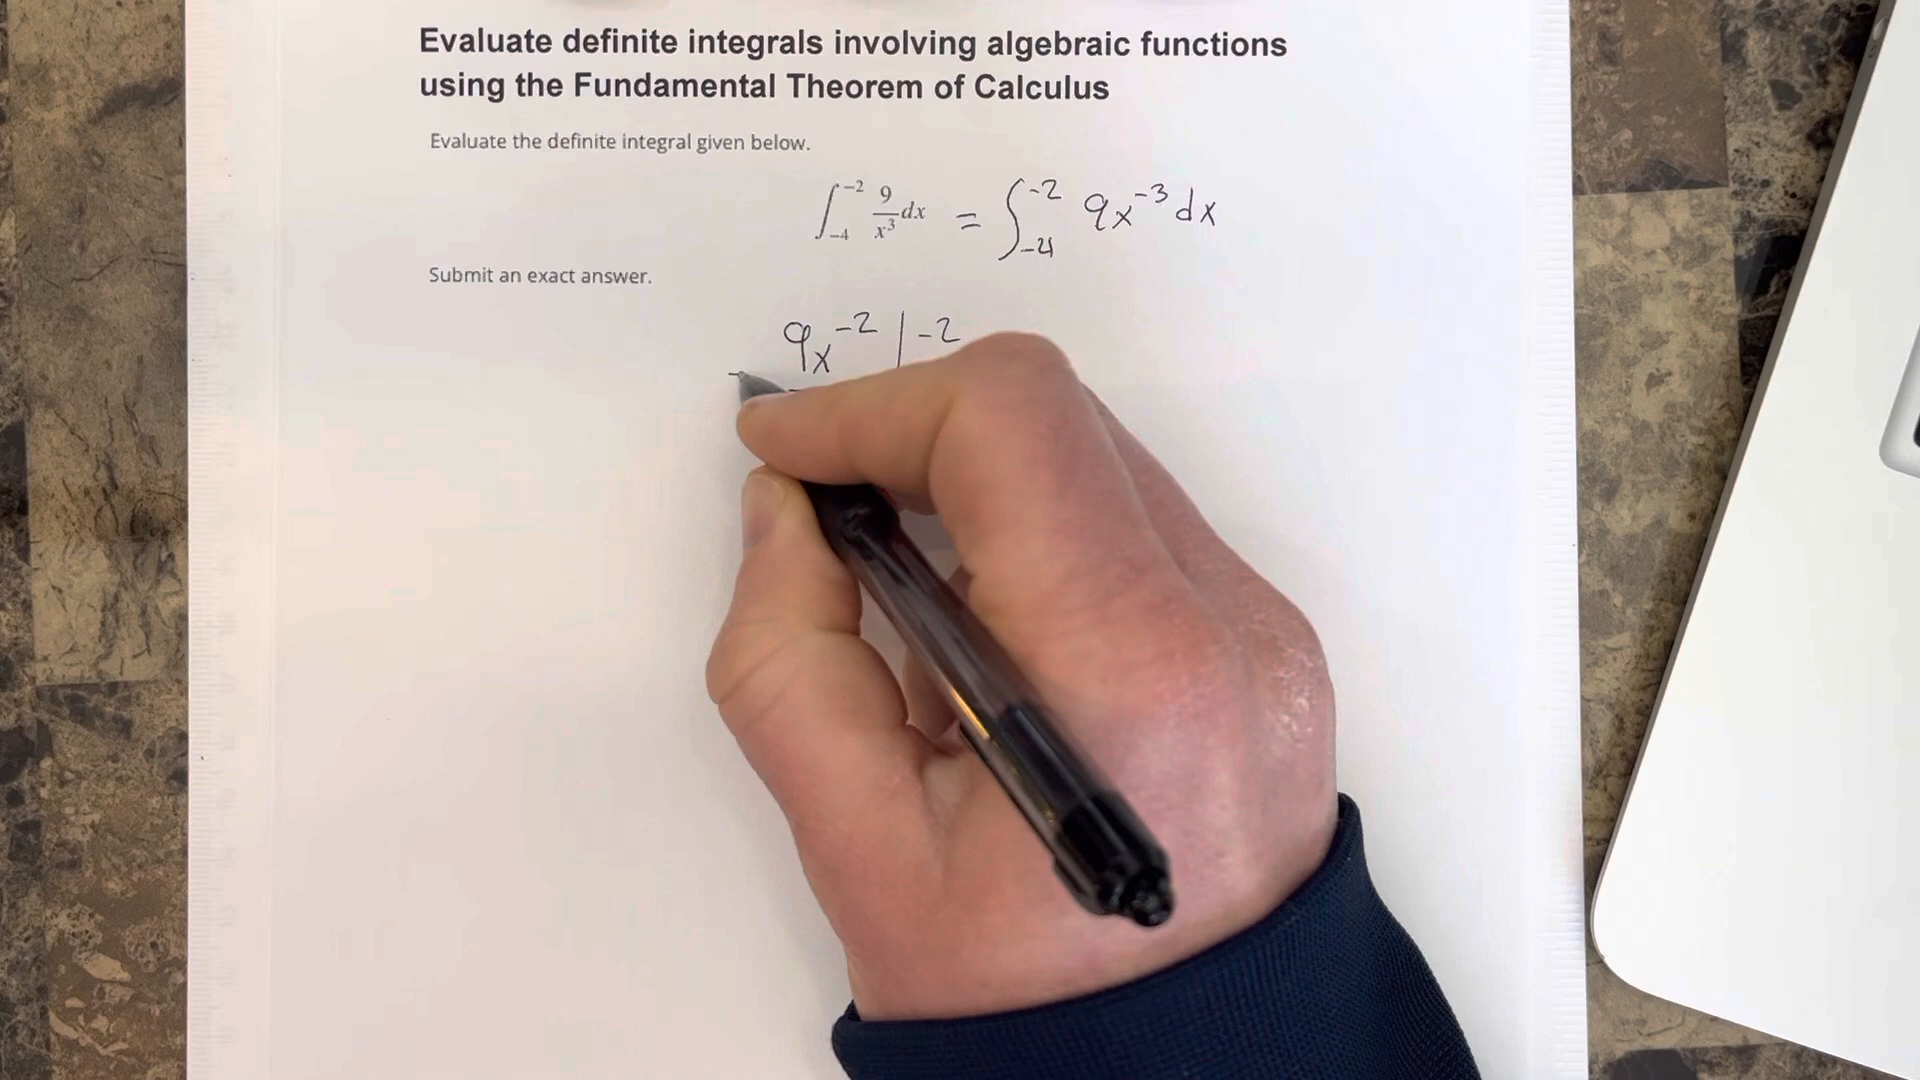 Evaluate definite integrals involving algebraic functions
using the Fundamental Theorem of Calculus
Evaluate the definite integral given below.
∫_{-4}^{-2} 9/x³ dx = ∫_{-4}^{-2} 9x^{-3} dx
Submit an exact answer.
9x^{-2} |^{-2}